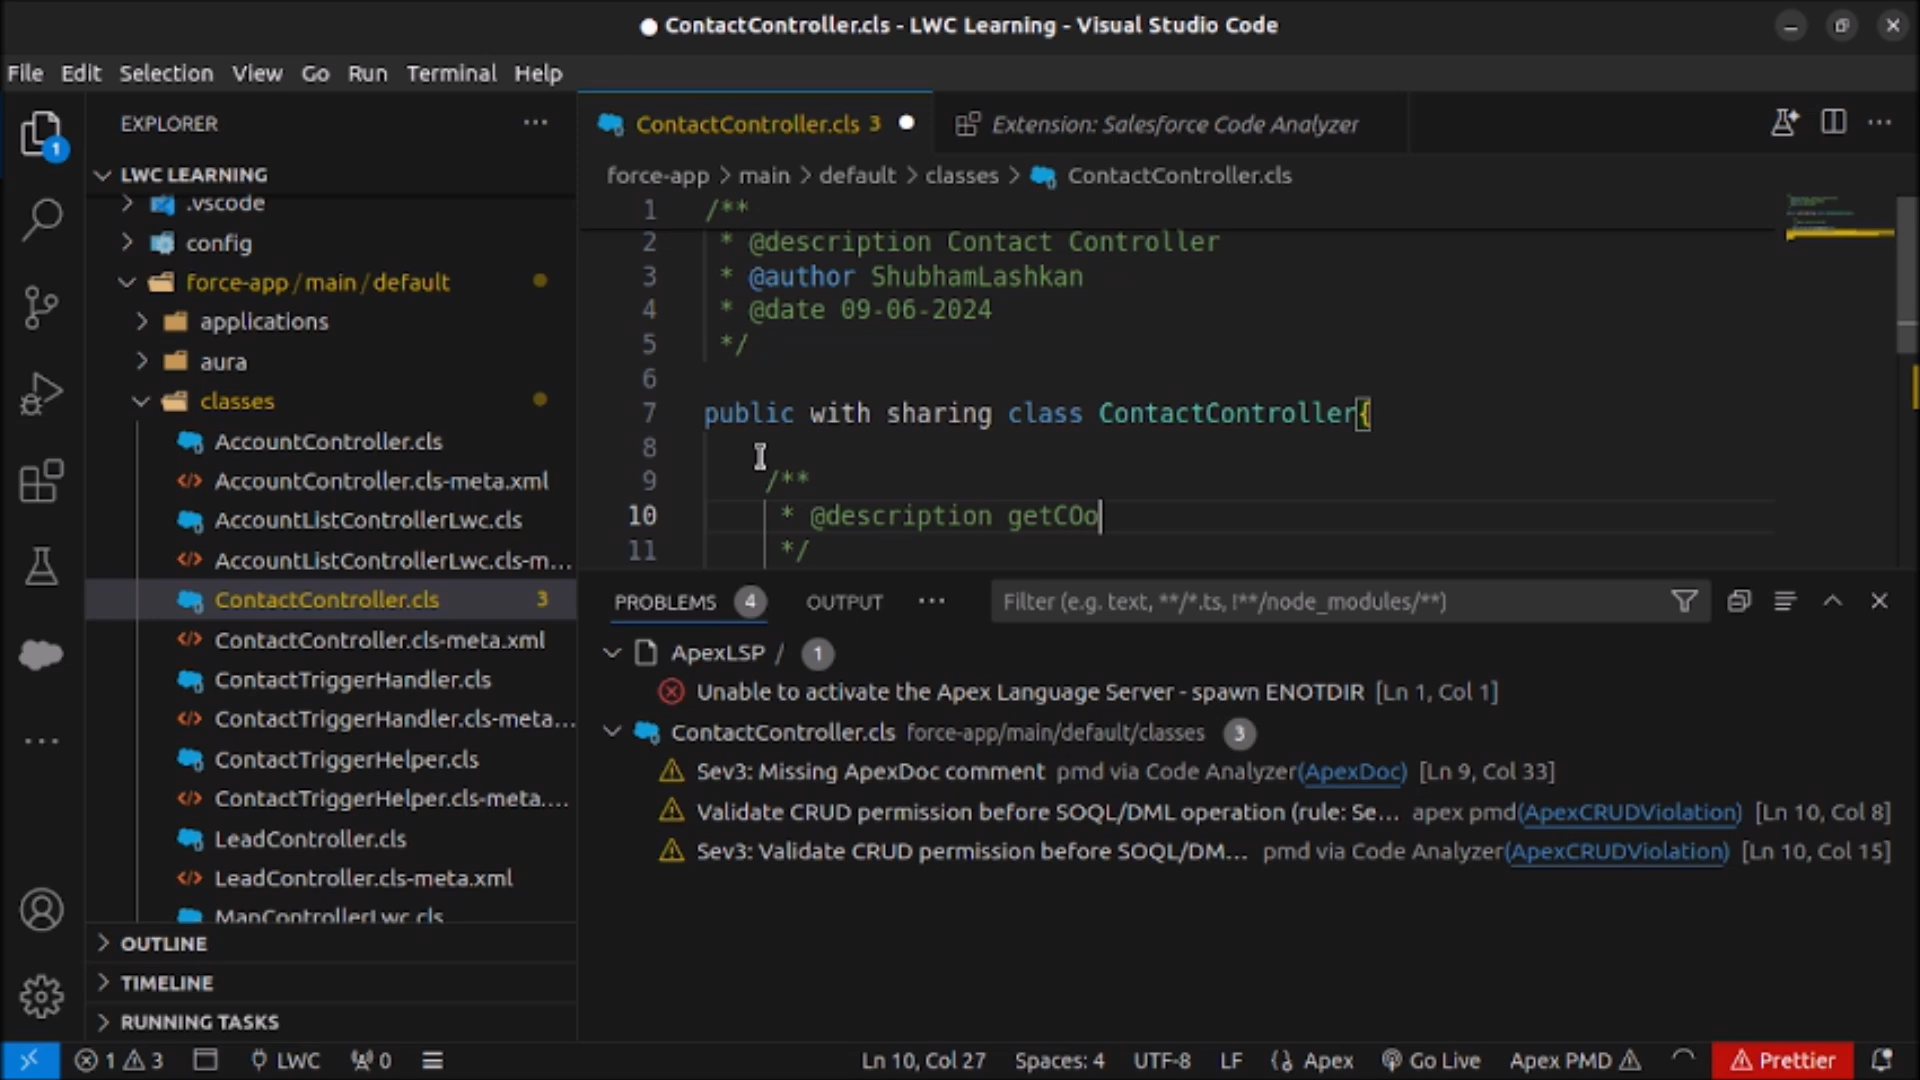 ContactController.cls - LWC Learning - Visual Studio Code
File Edit Selection View Go Run Terminal Help
EXPLORER
LWC LEARNING
.vscode
config
force-app / main / default
applications
aura
classes
AccountController.cls
AccountController.cls-meta.xml
AccountListControllerLwc.cls
AccountListControllerLwc.cls-m...
ContactController.cls 3
ContactController.cls-meta.xml
ContactTriggerHandler.cls
ContactTriggerHandler.cls-meta...
ContactTriggerHelper.cls
ContactTriggerHelper.cls-meta....
LeadController.cls
LeadController.cls-meta.xml
MapControllerLwc.cls
OUTLINE
TIMELINE
RUNNING TASKS
1
ContactController.cls 3
Extension: Salesforce Code Analyzer
force-app > main > default > classes > ContactController.cls
1 /**
2 * @description Contact Controller
3 * @author ShubhamLashkan
4 * @date 09-06-2024
5 */
6
7 public with sharing class ContactController{
8
9 /**
10 * @description getCOo
11 */
PROBLEMS 4 OUTPUT ... Filter (e.g. text, **/*.ts, !**/node_modules/**)
ApexLSP / 1
Unable to activate the Apex Language Server - spawn ENOTDIR [Ln 1, Col 1]
ContactController.cls force-app/main/default/classes 3
Sev3: Missing ApexDoc comment pmd via Code Analyzer(ApexDoc) [Ln 9, Col 33]
Validate CRUD permission before SOQL/DML operation (rule: Se... apex pmd(ApexCRUDViolation) [Ln 10, Col 8]
Sev3: Validate CRUD permission before SOQL/DM... pmd via Code Analyzer(ApexCRUDViolation) [Ln 10, Col 15]
1 3 LWC 0 Ln 10, Col 27 Spaces: 4 UTF-8 LF Apex Go Live Apex PMD Prettier